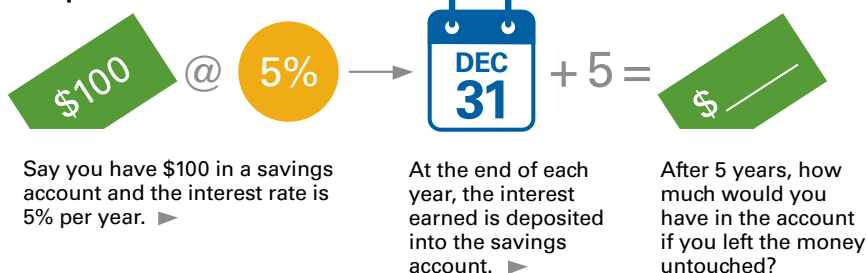 $100 @ 5% DEC 31 + 5 = $ ____
Say you have $100 in a savings
account and the interest rate is
5% per year. ►
At the end of each
year, the interest
earned is deposited
into the savings
account. ►
After 5 years, how
much would you
have in the account
if you left the money
untouched?